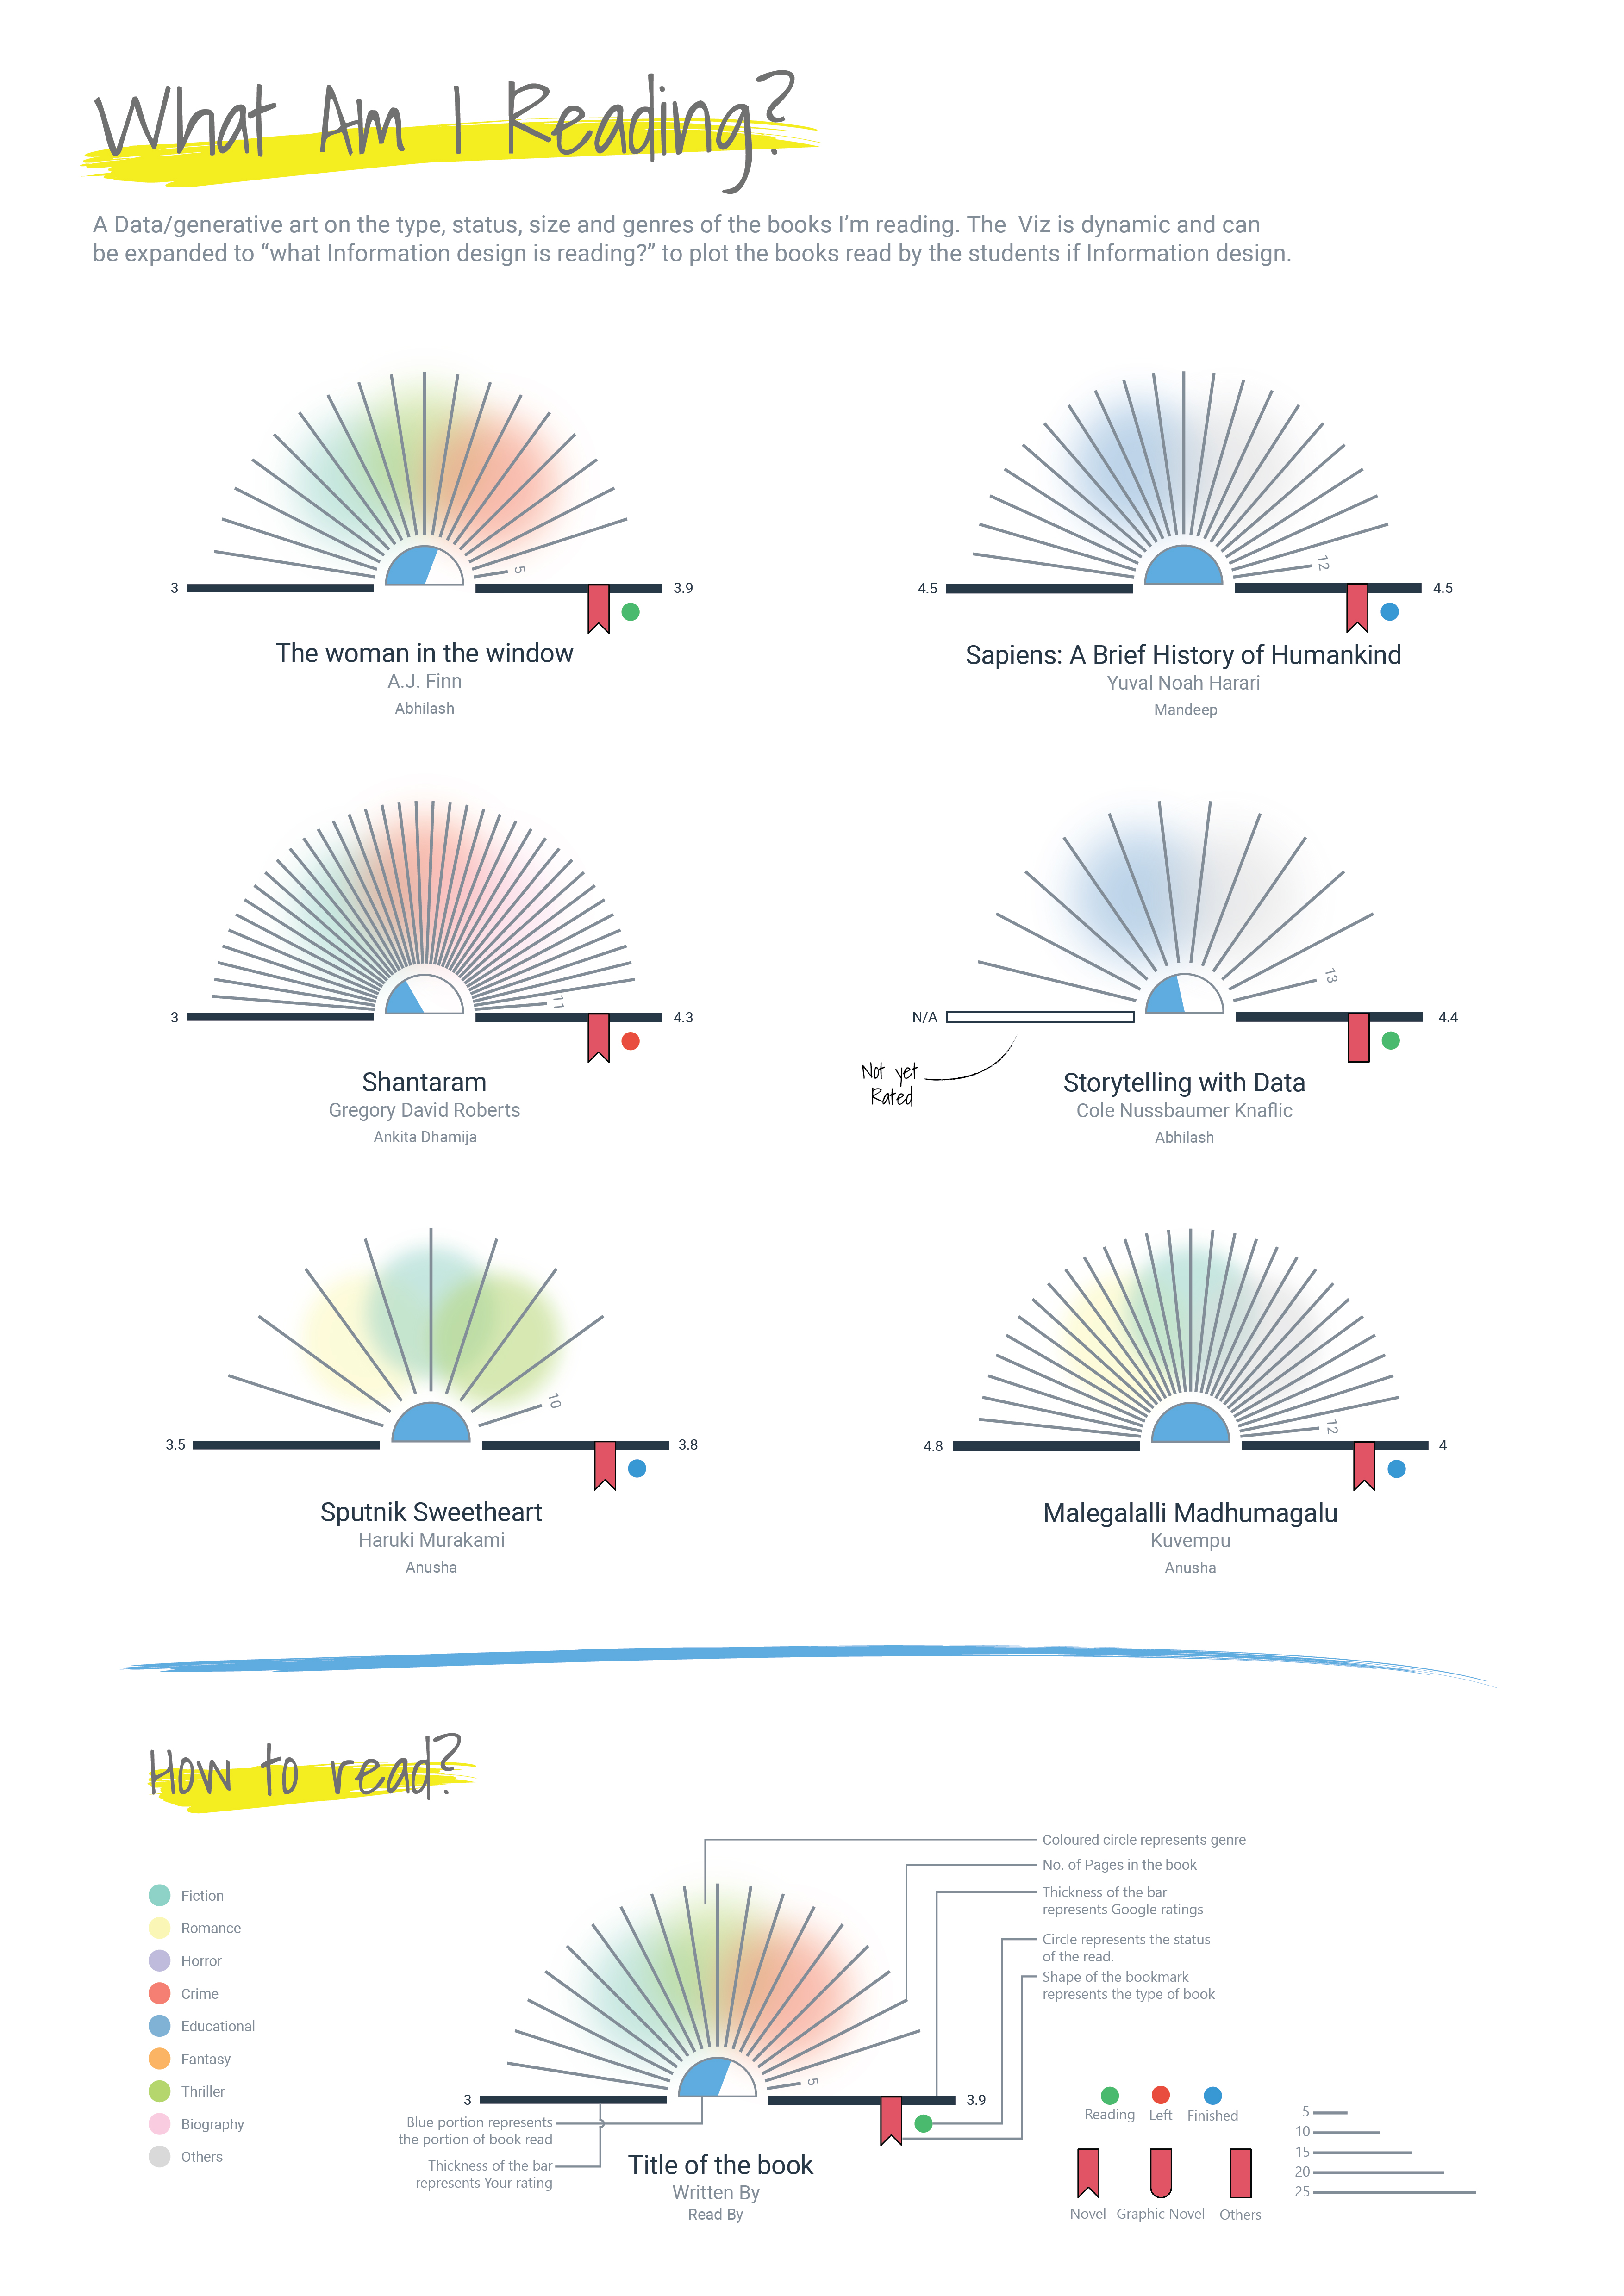 What Am I Reading?
A Data/generative art on the type, status, size and genres of the books I’m reading. The Viz is dynamic and can
be expanded to “what Information design is reading?” to plot the books read by the students if Information design.
5
3
3.9
The woman in the window
A.J. Finn
Abhilash
12
4.5
4.5
Sapiens: A Brief History of Humankind
Yuval Noah Harari
Mandeep
11
3
4.3
Shantaram
Gregory David Roberts
Ankita Dhamija
13
N/A
4.4
Not yet
Rated
Storytelling with Data
Cole Nussbaumer Knaflic
Abhilash
10
3.5
3.8
Sputnik Sweetheart
Haruki Murakami
Anusha
12
4.8
4
Malegalalli Madhumagalu
Kuvempu
Anusha
How to read?
Fiction
Romance
Horror
Crime
Educational
Fantasy
Thriller
Biography
Others
Coloured circle represents genre
No. of Pages in the book
Thickness of the bar
represents Google ratings
Circle represents the status
of the read.
Shape of the bookmark
represents the type of book
5
3
3.9
Blue portion represents
the portion of book read
Thickness of the bar
represents Your rating
Title of the book
Written By
Read By
Reading
Left
Finished
Novel
Graphic Novel
Others
5
10
15
20
25